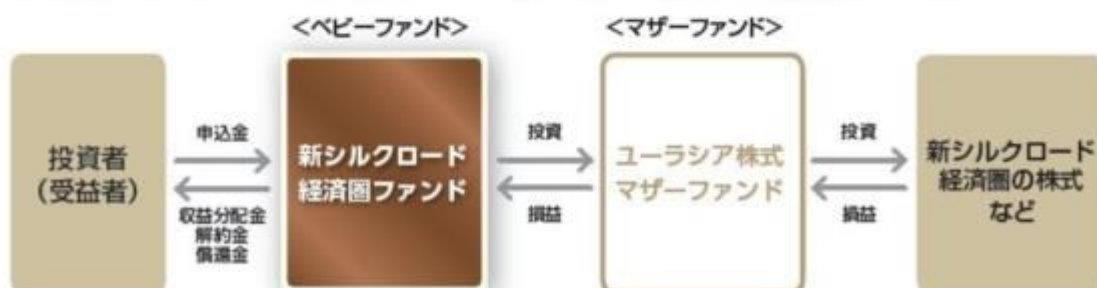 <ベビーファンド>
<マザーファンド>
投資者
(受益者)
申込金
収益分配金
解約金
償還金
新シルクロード
経済圏ファンド
投資
損益
ユーラシア株式
マザーファンド
投資
損益
新シルクロード
経済圏の株式
など